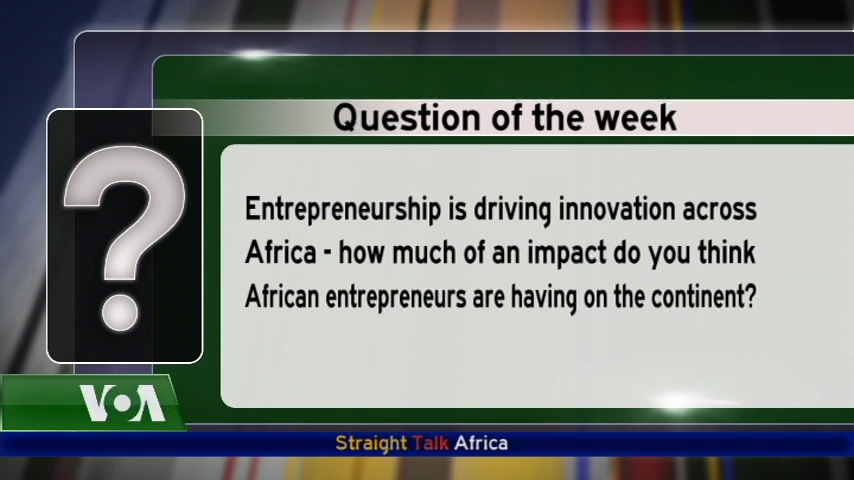 Question of the week
?
Entrepreneurship is driving innovation across
Africa - how much of an impact do you think
African entrepreneurs are having on the continent?
VOA
Straight Talk Africa